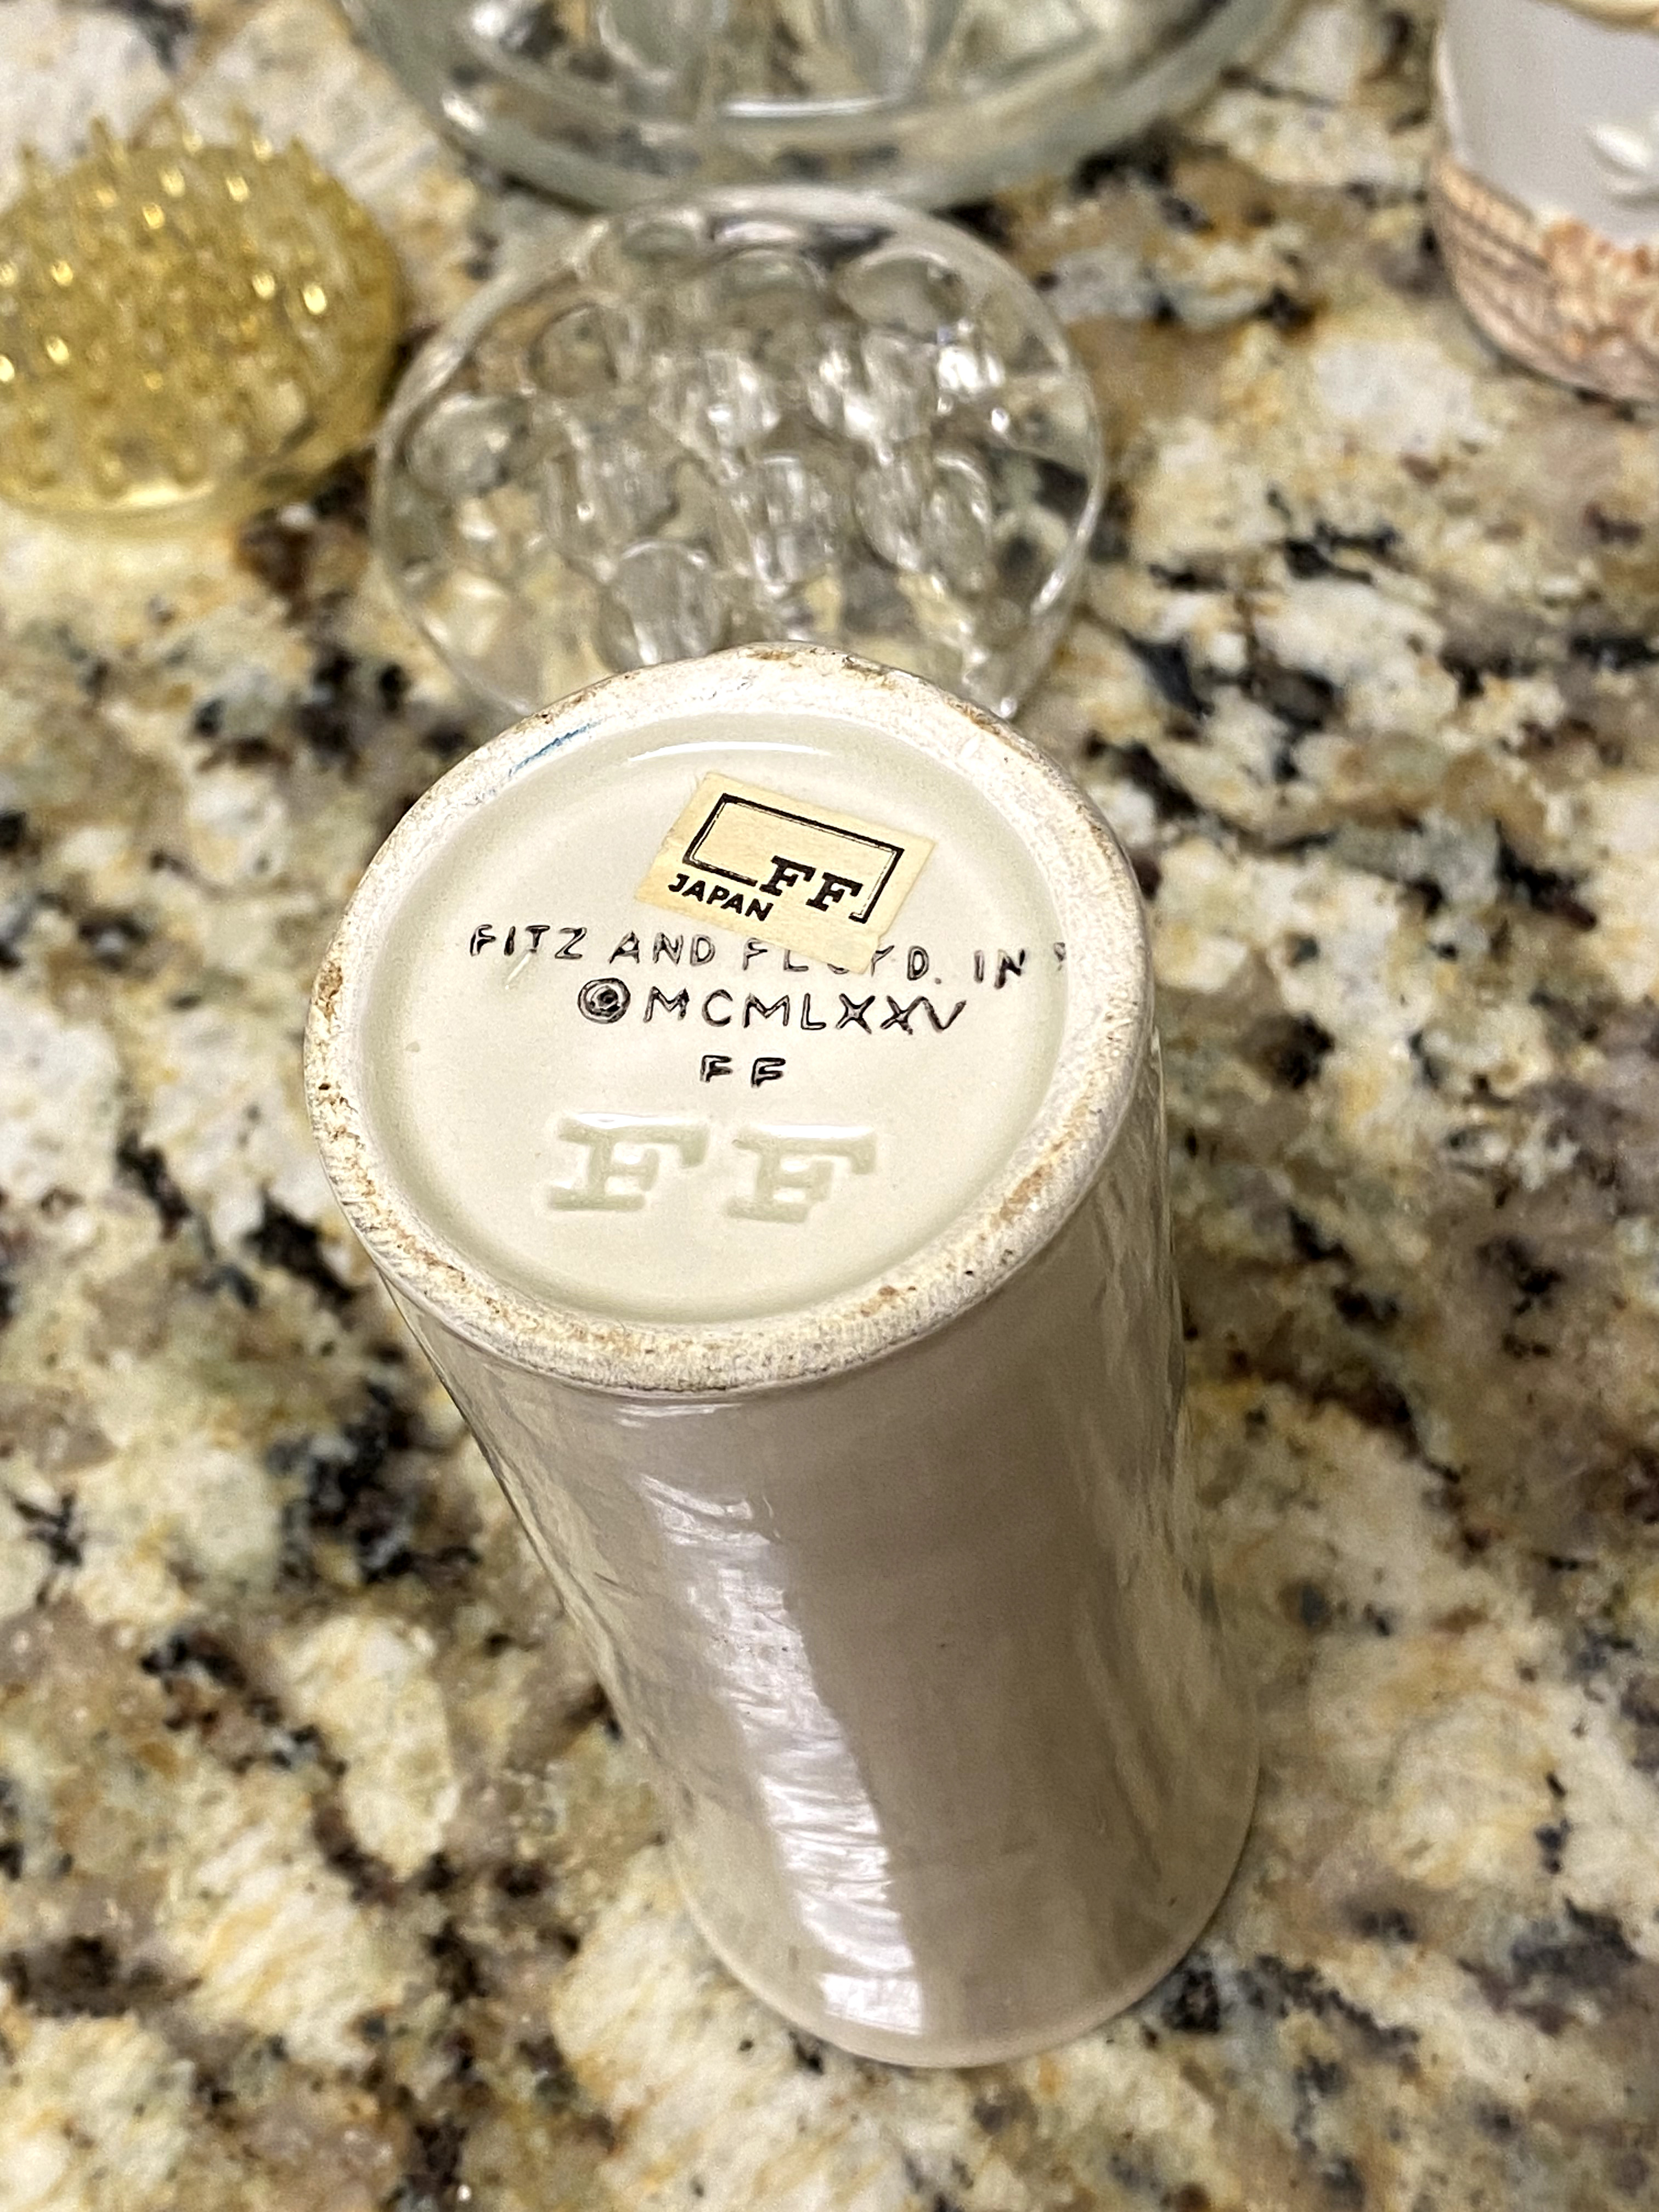 FF
JAPAN
FITZ AND FLOYD. IN
©MCMLXXV
FF
FF